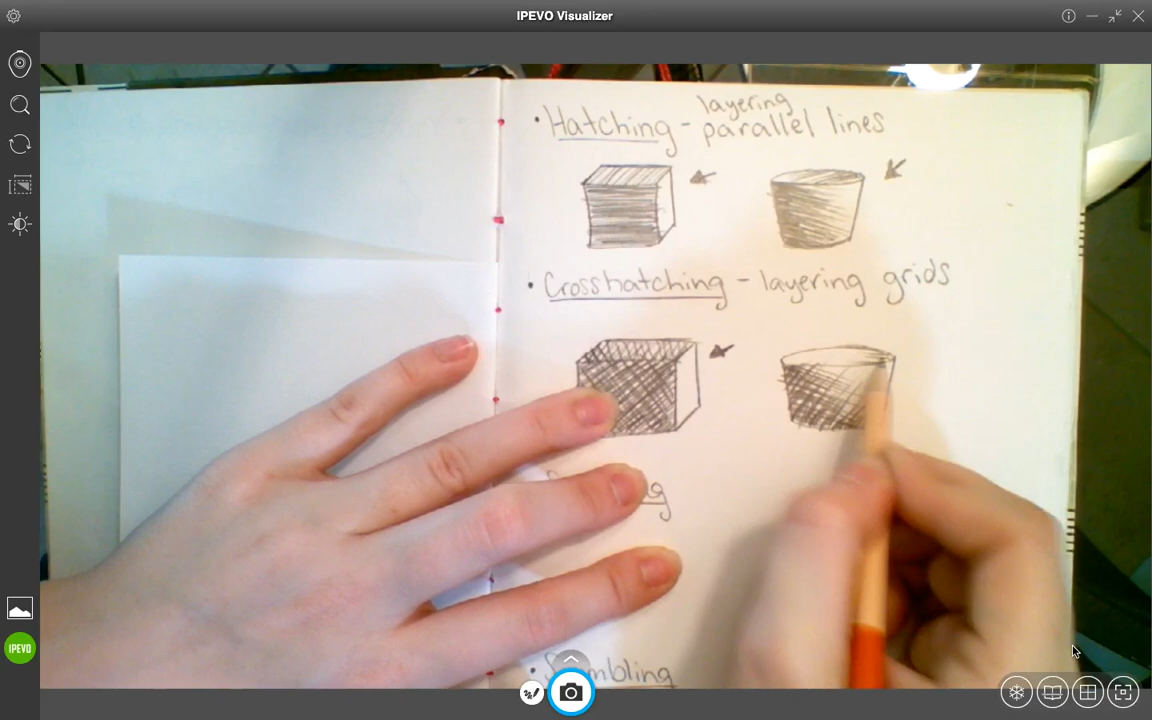 IPEVO Visualizer
layering
• Hatching - parallel lines
• Crosshatching - layering grids
IPEVO